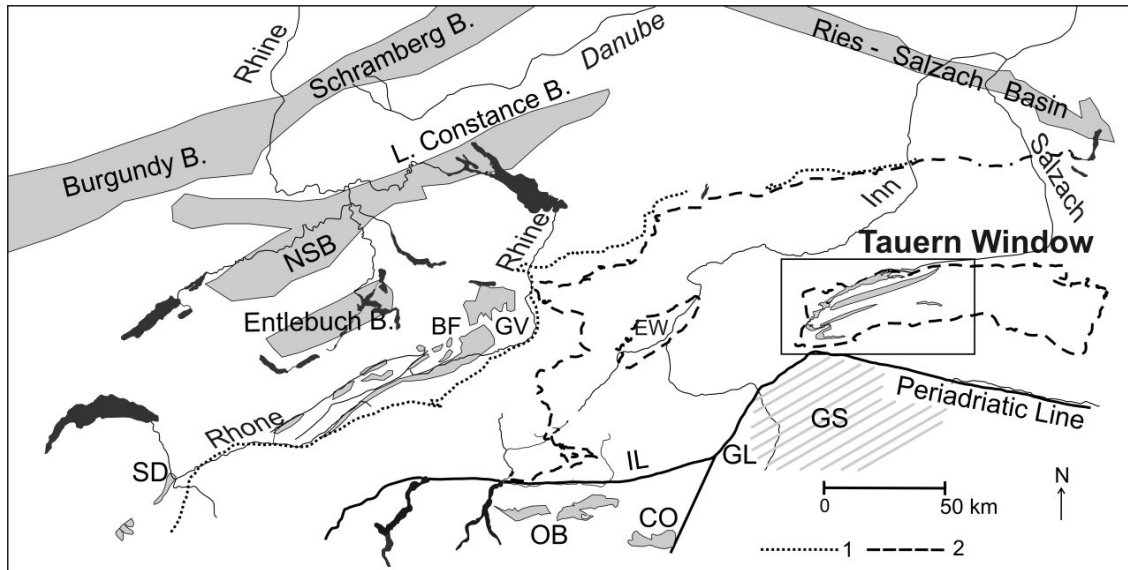 Rhine
Schramberg B.
Danube
Ries - Salzach Basin
Burgundy B.
L. Constance B.
Salzach
Inn
NSB
Rhine
Tauern Window
Entlebuch B.
BF
GV
EW
Rhone
Periadriatic Line
GS
SD
IL
GL
N
0
50 km
OB
CO
1
2